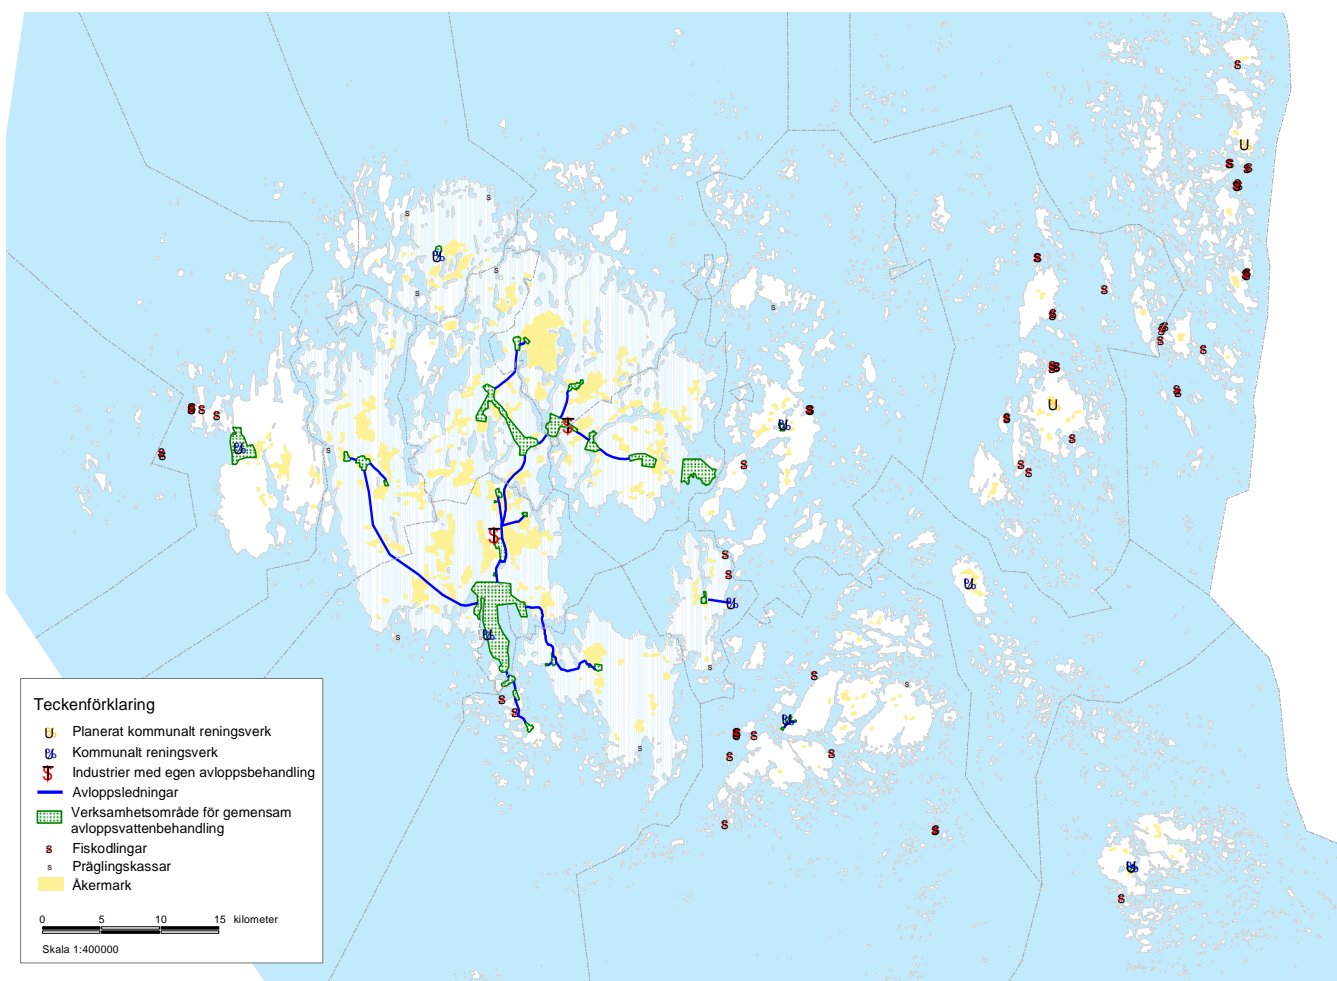 Teckenförklaring
Planerat kommunalt reningsverk
Kommunalt reningsverk
Industrier med egen avloppsbehandling
Avloppsledningar
Verksamhetsområde för gemensam
avloppsvattenbehandling
Fiskodlingar
Präglingskassar
Åkermark
0 5 10 15 kilometer
Skala 1:400000